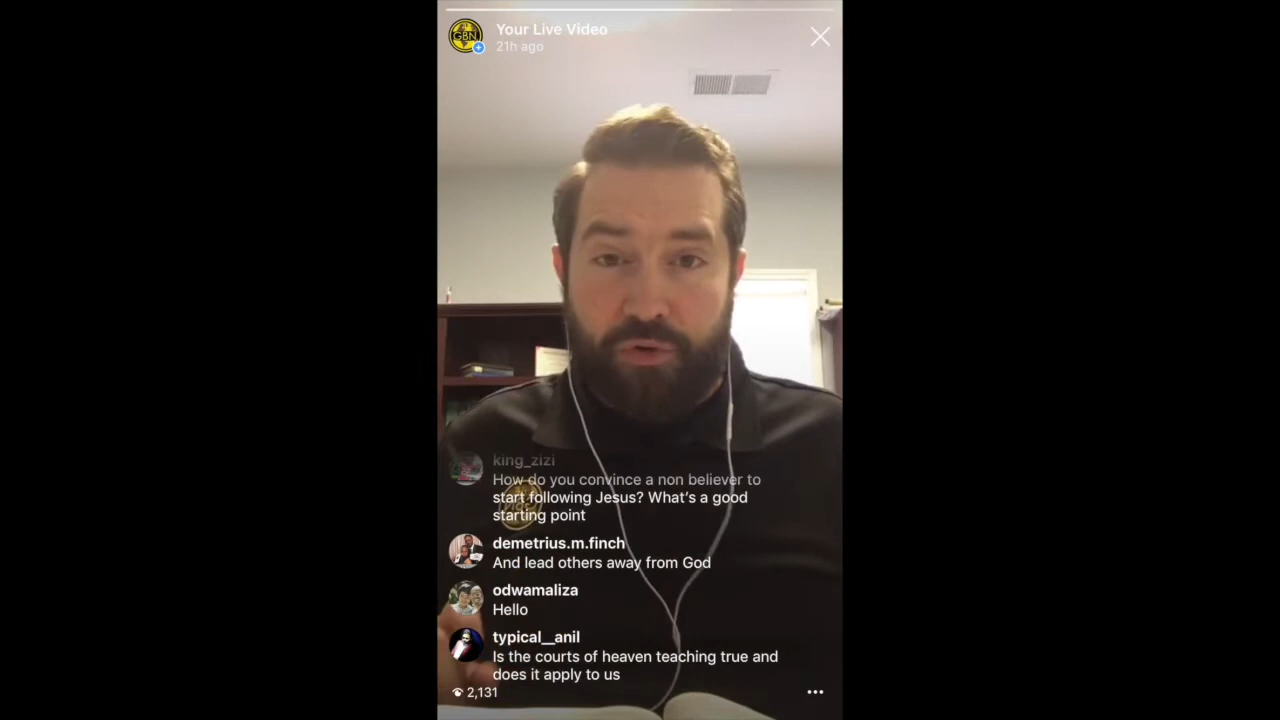 GBN
Your Live Video
21h ago
king_zizi
How do you convince a non believer to
start following Jesus? What's a good
starting point
demetrius.m.finch
And lead others away from God
odwamaliza
Hello
typical__anil
Is the courts of heaven teaching true and
does it apply to us
2,131